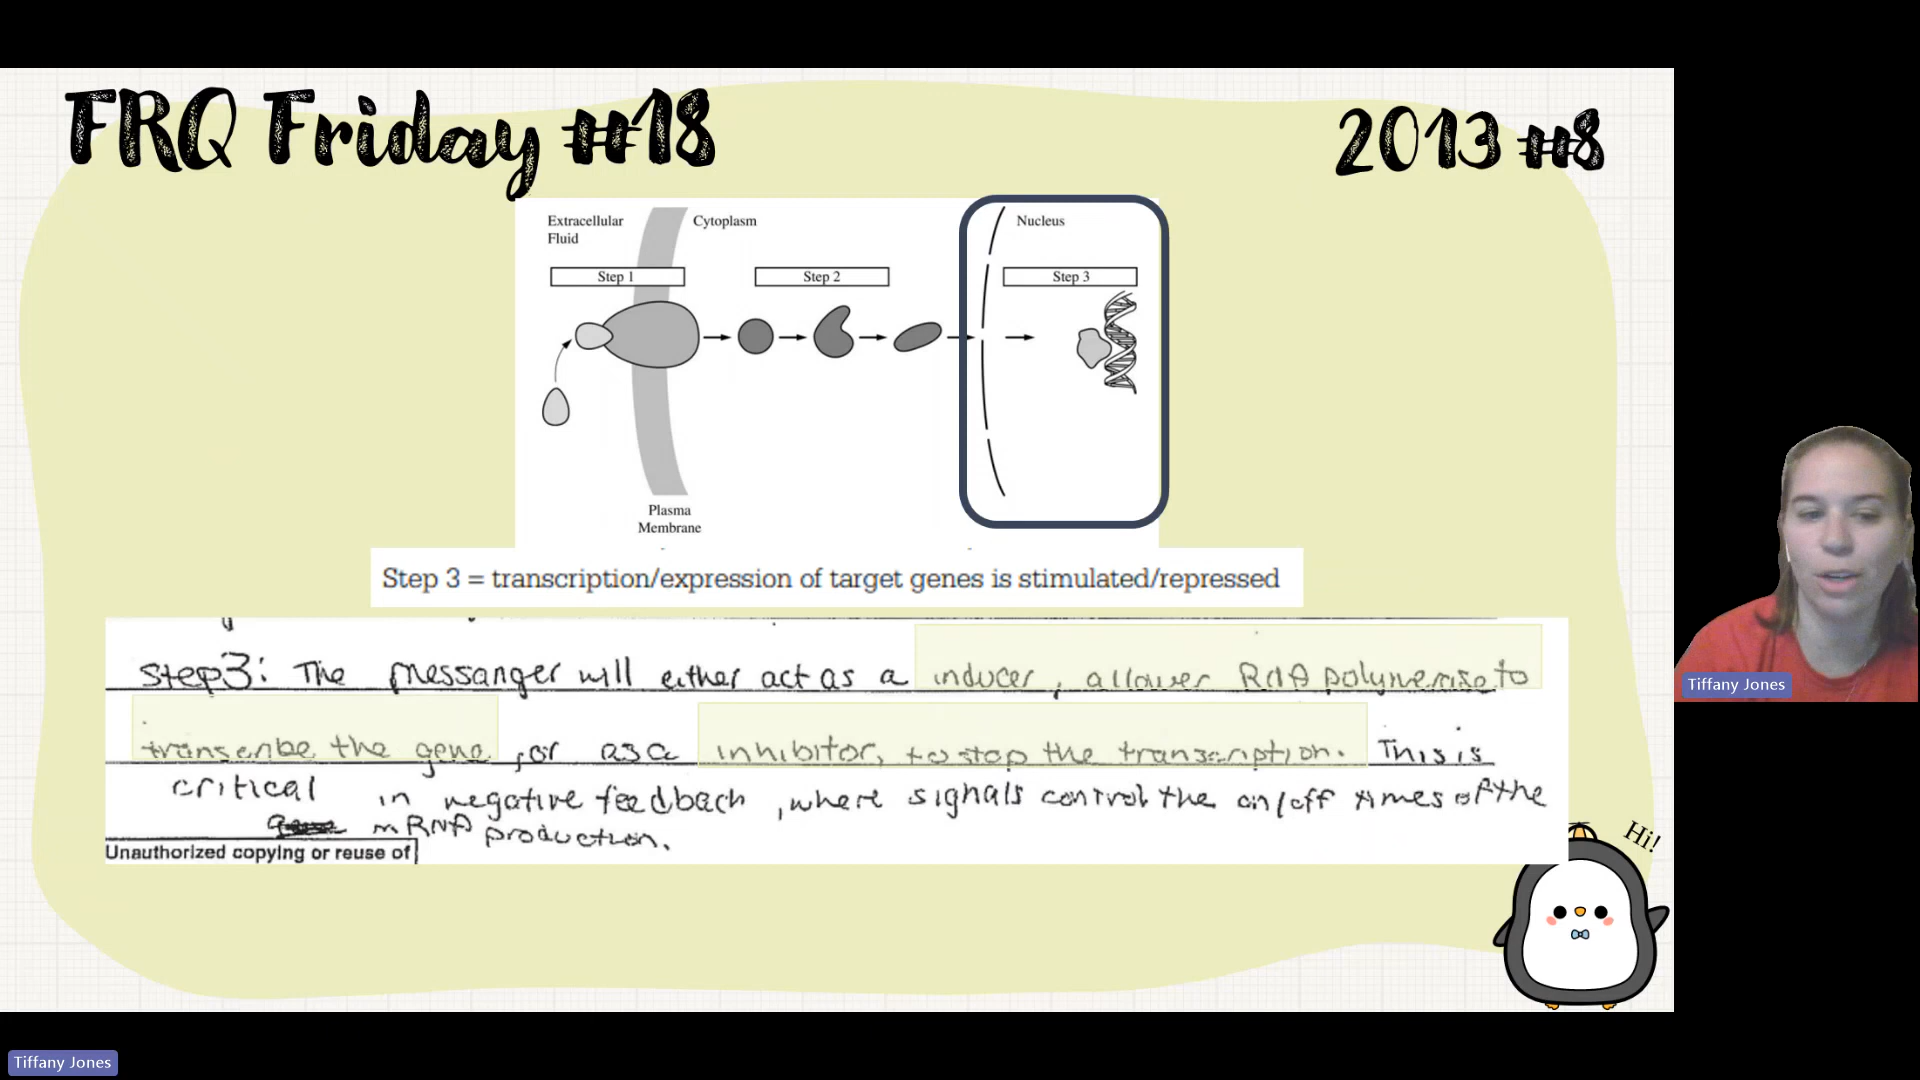 FRQ Friday #18
2013 #8
Extracellular
Fluid
Cytoplasm
Nucleus
Step 1
Step 2
Step 3
Plasma
Membrane
Step 3 = transcription/expression of target genes is stimulated/repressed
Step 3: The messanger will either act as a inducer, allower RNA polymerise to
transcribe the gene, or as a inhibitor, to stop the transcription. This is
critical in negative feedback, where signals control the on/off times of the
mRNA production.
Unauthorized copying or reuse of
Hi!
Tiffany Jones
Tiffany Jones